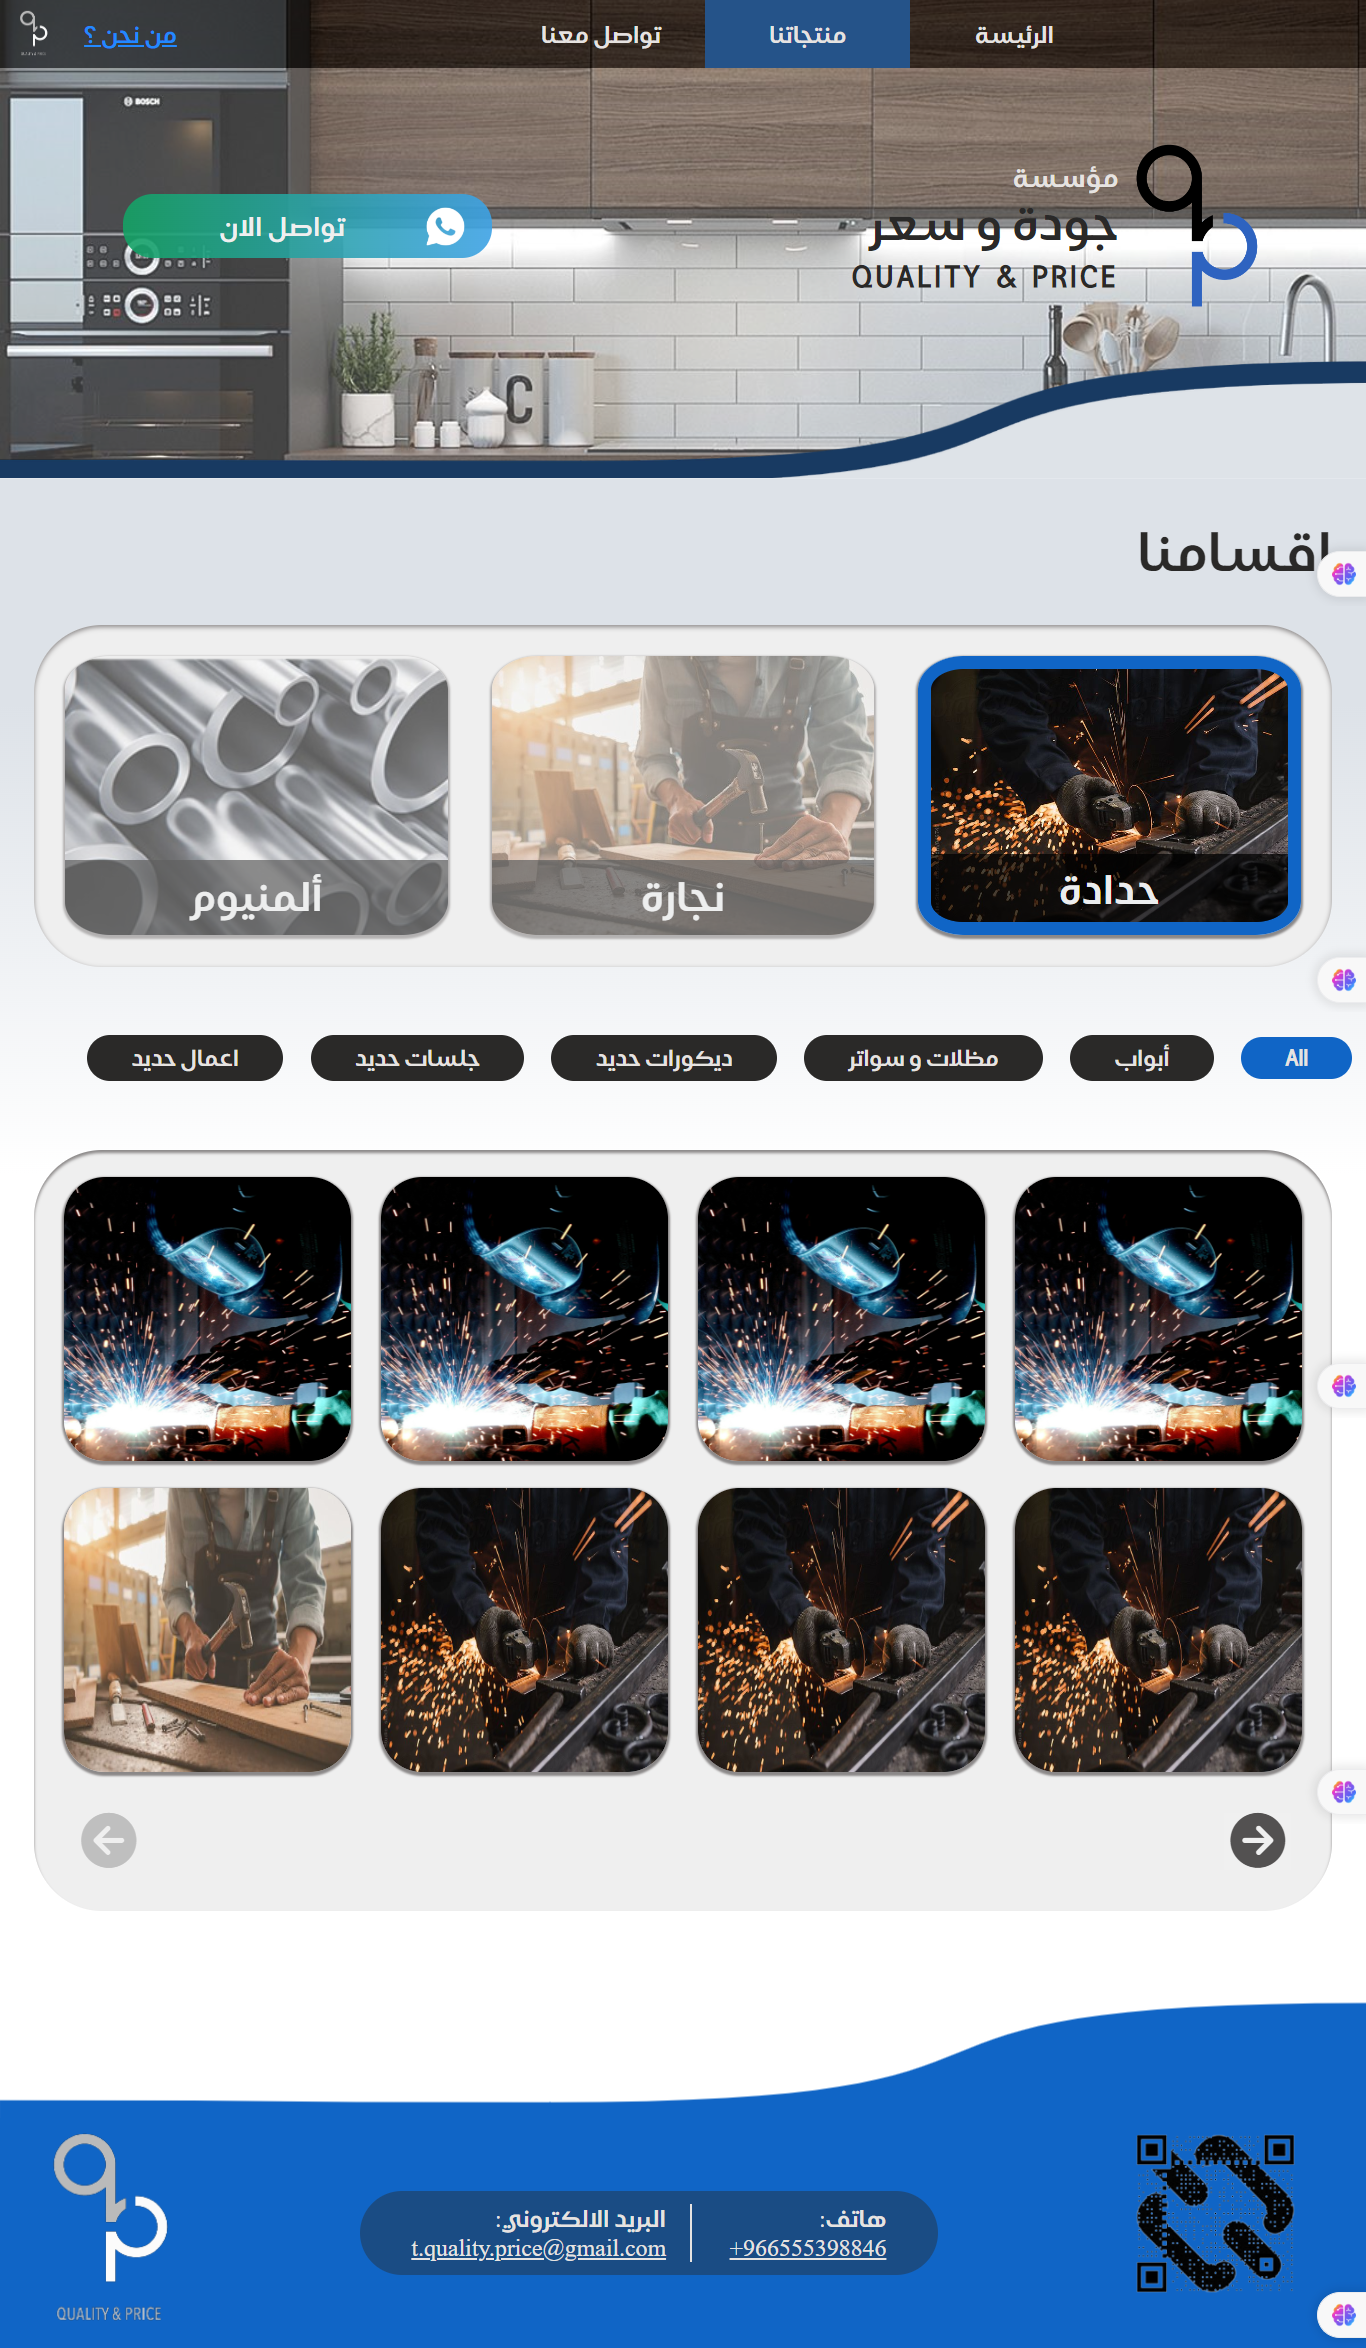 الرئيسة
منتجاتنا
تواصل معنا
من نحن ؟
BOSCH
مؤسسة
جودة و سعر
QUALITY & PRICE
تواصل الان
C
اقسامنا
حدادة
نجارة
ألمنيوم
All
أبواب
مظلات و سواتر
ديكورات حديد
جلسات حديد
اعمال حديد
هاتف:
+966555398846
البريد الالكتروني:
t.quality.price@gmail.com
QUALITY & PRICE